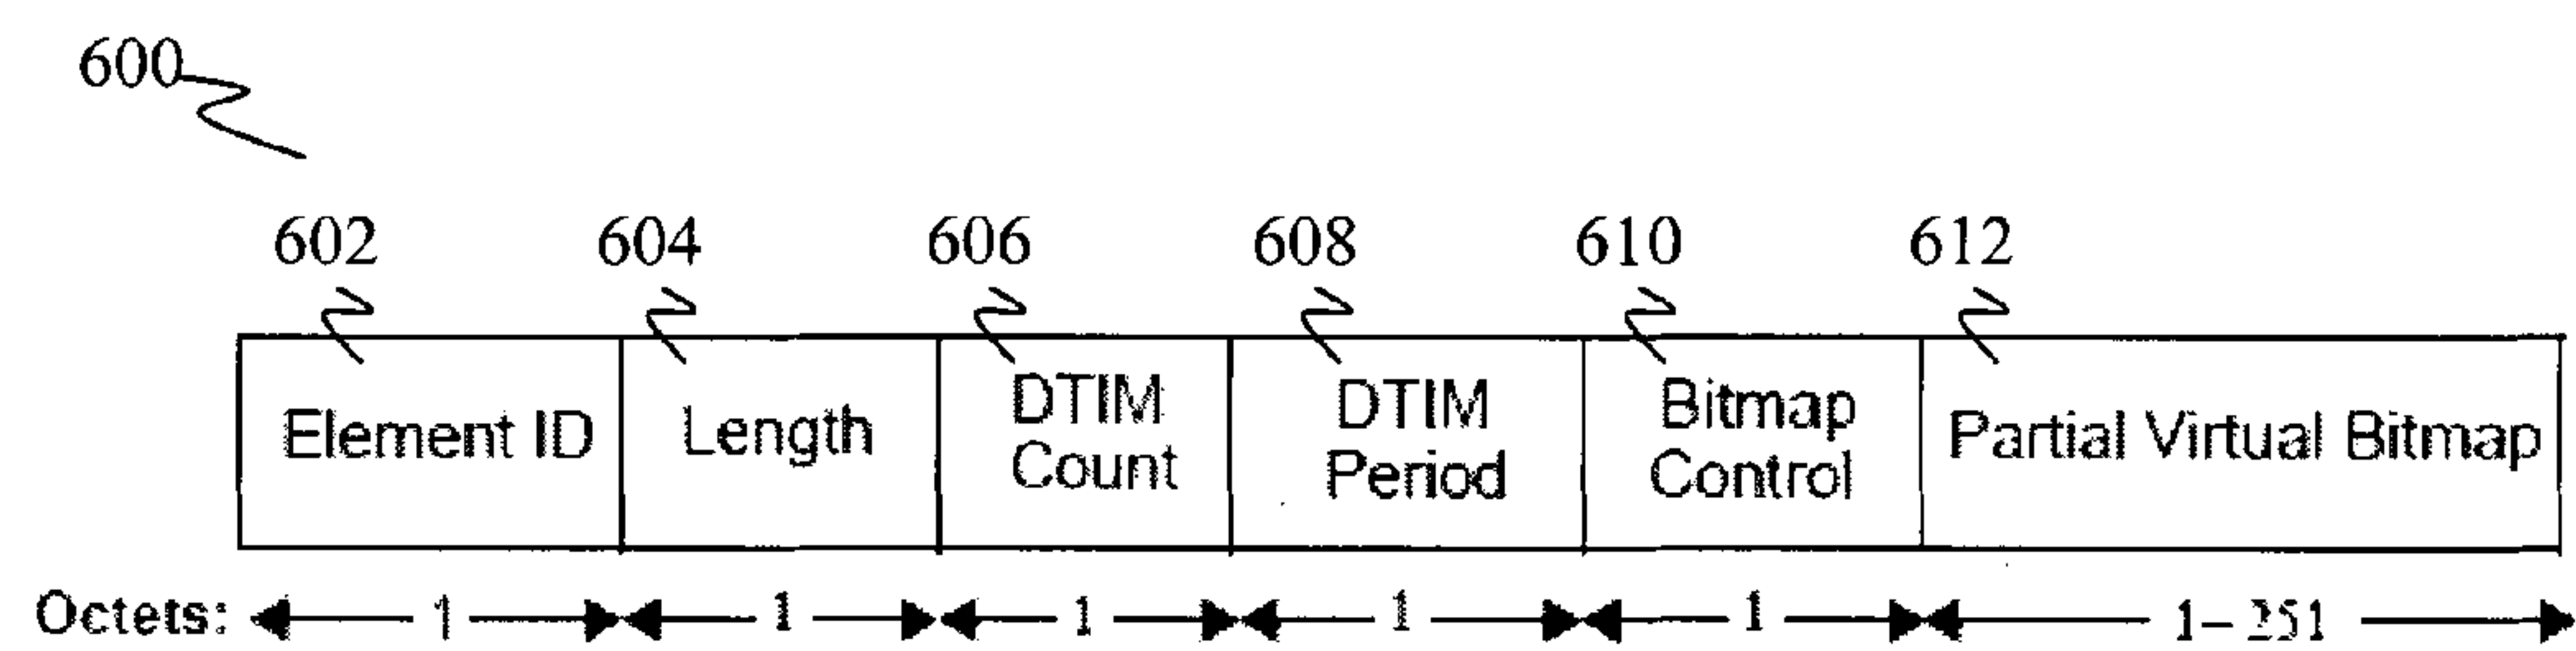 600
602 604 606 608 610 612
Element ID Length DTIM Count DTIM Period Bitmap Control Partial Virtual Bitmap
Octets: 1 1 1 1 1 1– 251